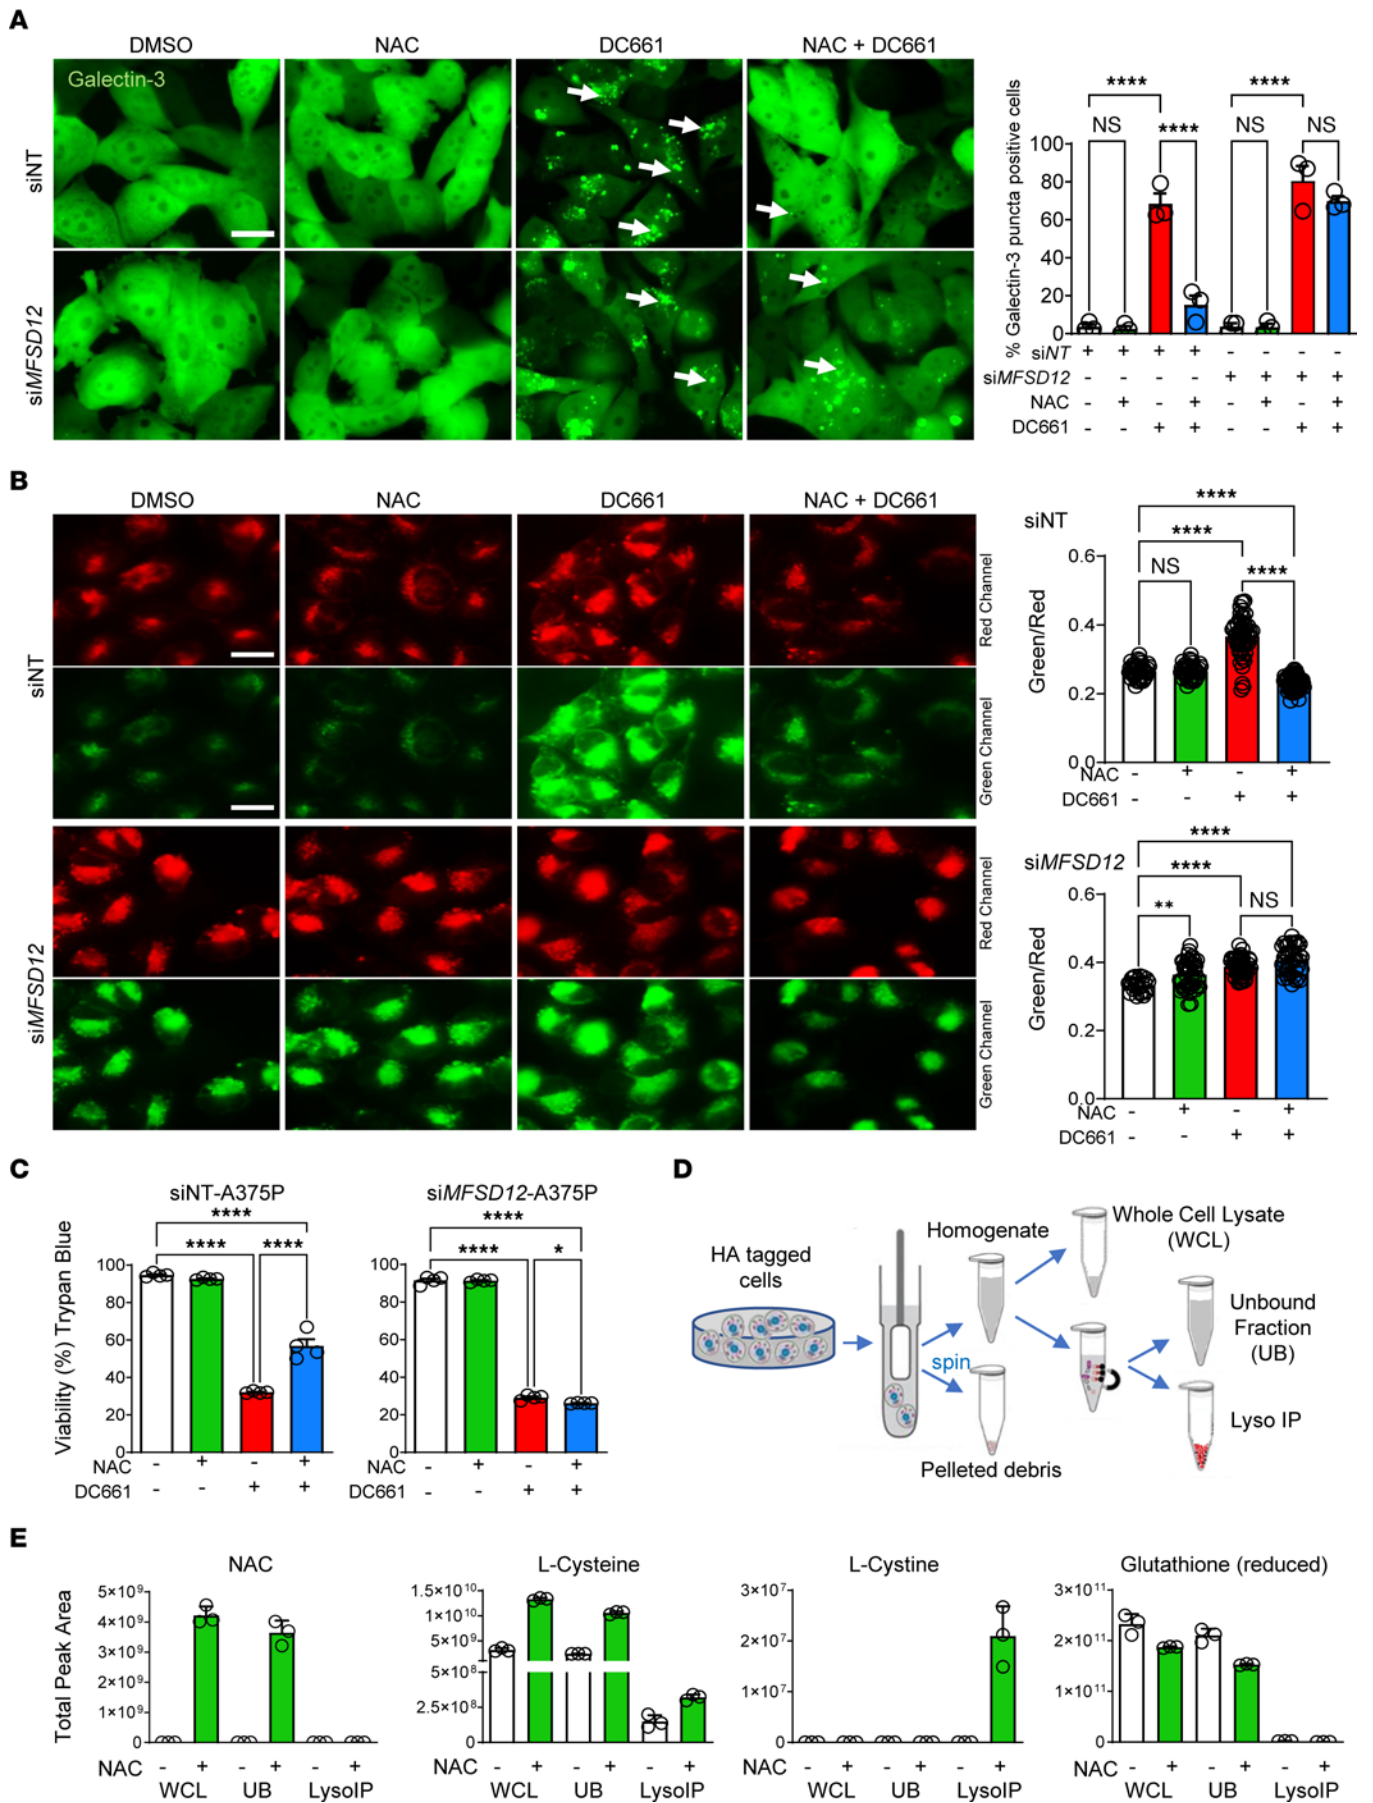 A
DMSO NAC DC661 NAC + DC661
Galectin-3
siNT
siMFSD12
% Galectin-3 puncta positive cells
**** ****
NS **** NS NS
100
80
60
40
20
0
siNT + + + + - - - -
siMFSD12 - - - - + + + +
NAC - + - + - + - +
DC661 - - + + - - + +
B
DMSO NAC DC661 NAC + DC661
siNT
Red Channel
Green Channel
siMFSD12
Red Channel
Green Channel
siNT
****
****
NS ****
Green/Red
0.6
0.4
0.2
0.0
NAC - + - +
DC661 - - + +
siMFSD12
****
****
** NS
Green/Red
0.6
0.4
0.2
0.0
NAC - + - +
DC661 - - + +
C
siNT-A375P
****
**** ****
Viability (%) Trypan Blue
100
80
60
40
20
0
NAC - + - +
DC661 - - + +
siMFSD12-A375P
****
**** *
100
80
60
40
20
0
NAC - + - +
DC661 - - + +
D
HA tagged
cells
Homogenate
spin
Pelleted debris
Whole Cell Lysate
(WCL)
Unbound
Fraction
(UB)
Lyso IP
E
Total Peak Area
NAC
5×10⁹
4×10⁹
3×10⁹
2×10⁹
1×10⁹
0
NAC - + - + - +
WCL UB LysoIP
L-Cysteine
1.5×10¹⁰
1×10¹⁰
5×10⁹
5×10⁸
2.5×10⁸
0
NAC - + - + - +
WCL UB LysoIP
L-Cystine
3×10⁷
2×10⁷
1×10⁷
0
NAC - + - + - +
WCL UB LysoIP
Glutathione (reduced)
3×10¹¹
2×10¹¹
1×10¹¹
0
NAC - + - + - +
WCL UB LysoIP